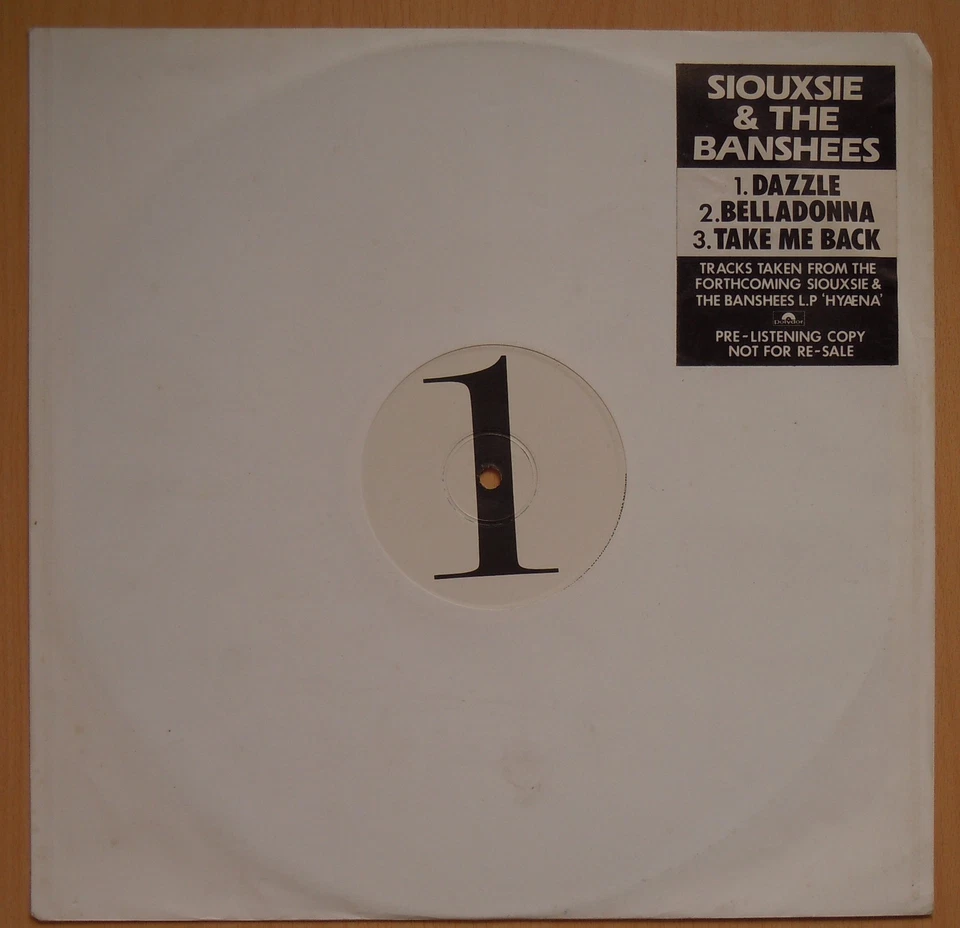 SIOUXSIE
& THE
BANSHEES
1. DAZZLE
2. BELLADONNA
3. TAKE ME BACK
TRACKS TAKEN FROM THE
FORTHCOMING SIOUXSIE &
THE BANSHEES L.P 'HYÆNA'
polydor
PRE-LISTENING COPY
NOT FOR RE-SALE
1